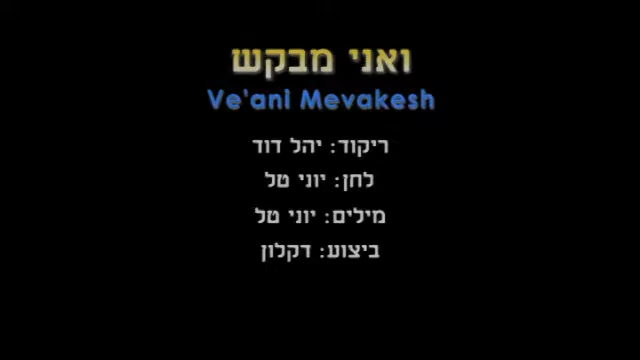 ואני מבקש
Ve'ani Mevakesh
ריקוד: יהל דוד
לחן: יוני טל
מילים: יוני טל
ביצוע: דקלון